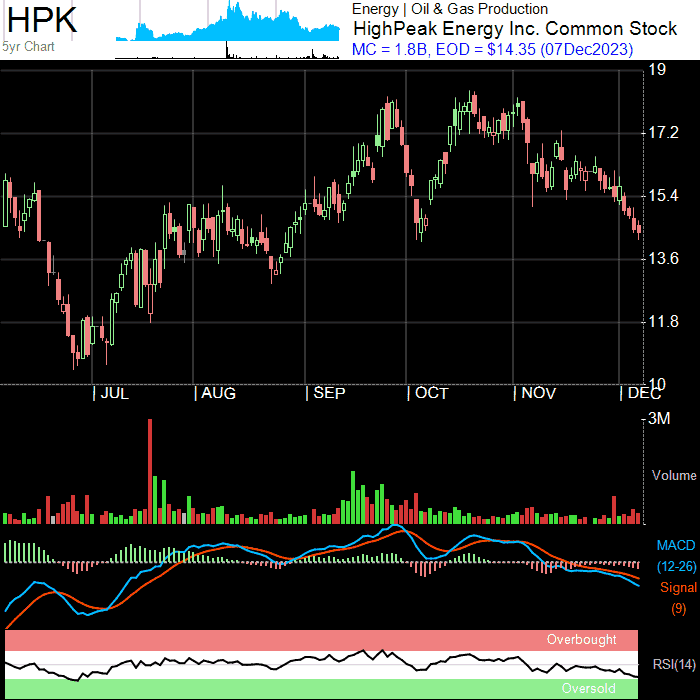 HPK
5yr Chart
Energy | Oil & Gas Production
HighPeak Energy Inc. Common Stock
MC = 1.8B, EOD = $14.35 (07Dec2023)
19
17.2
15.4
13.6
11.8
10
JUL
AUG
SEP
OCT
NOV
DEC
3M
Volume
MACD
(12-26)
Signal
(9)
Overbought
RSI(14)
Oversold